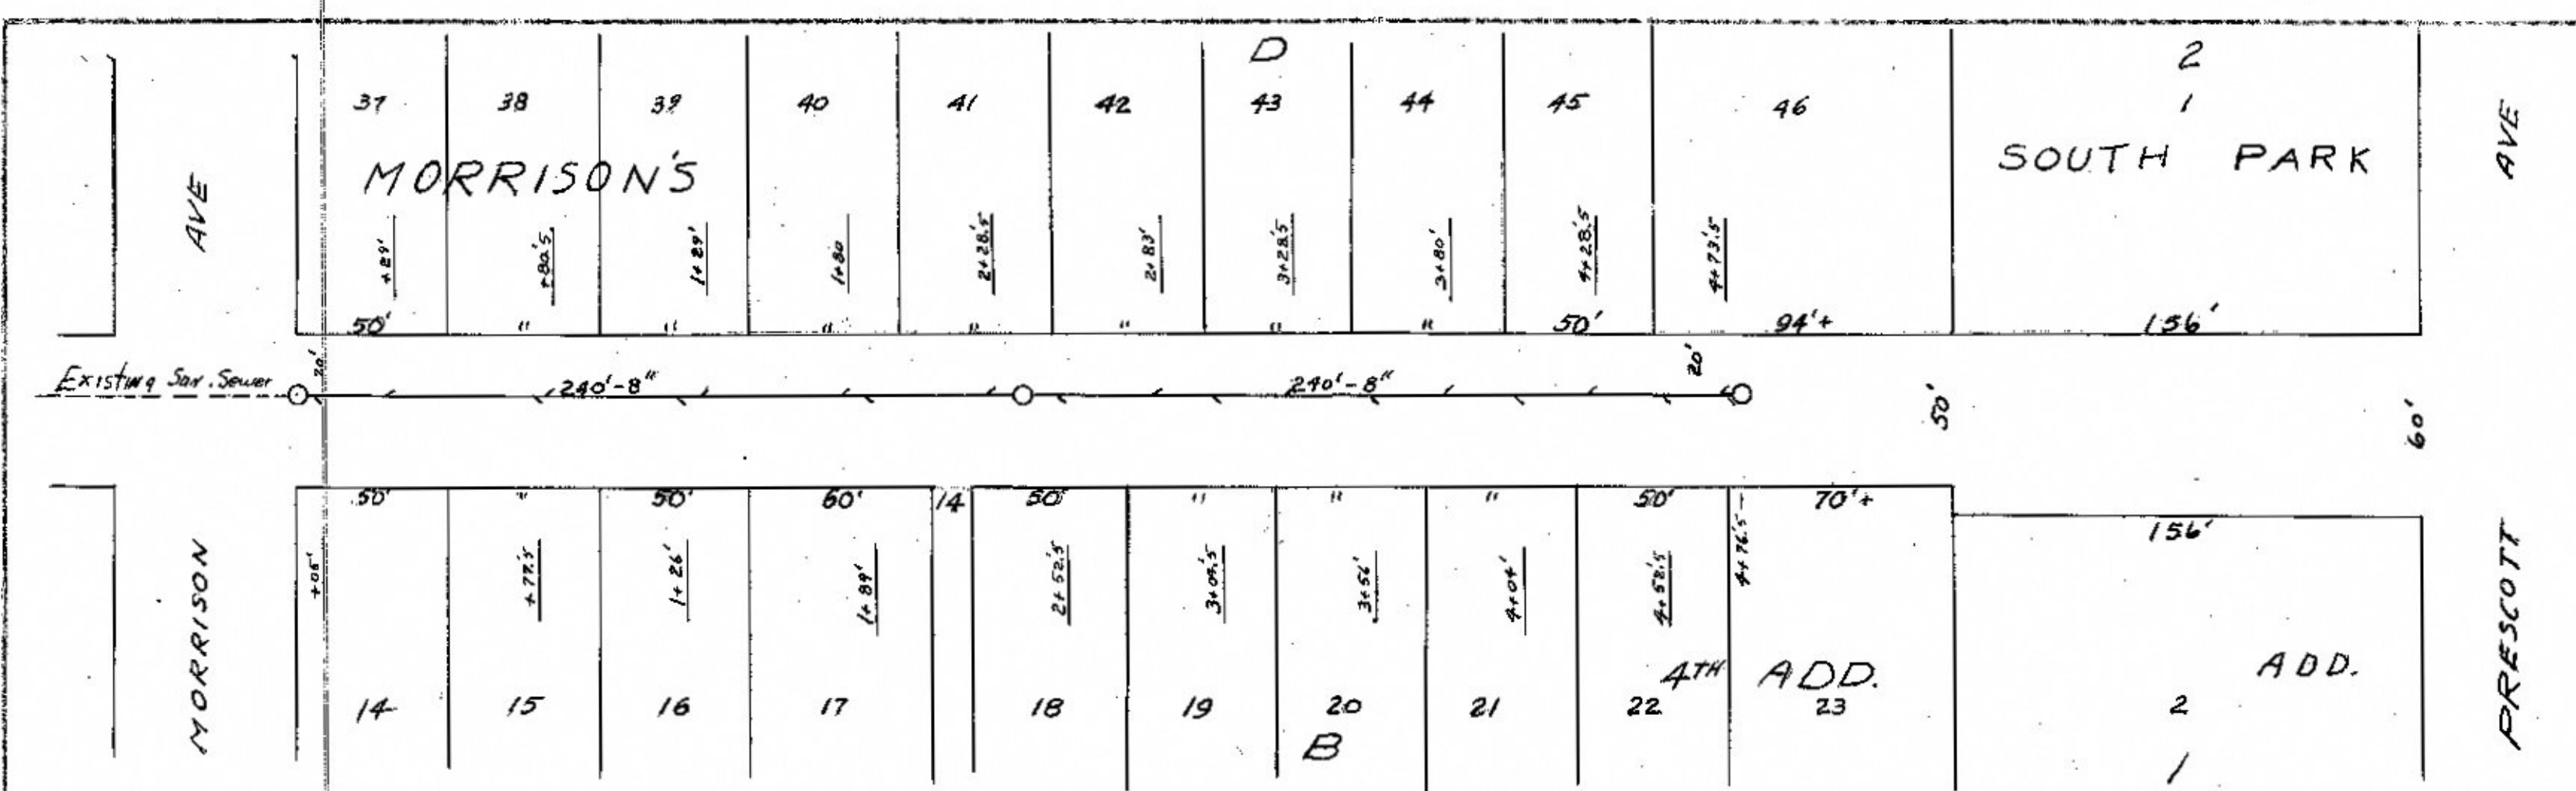 D
2
37 38 39 40 41 42 43 44 45 46 1
MORRISON'S
SOUTH PARK
AVE
AVE
+29' +80.'5 1+29' 1+80 2+28.'5 2+83' 3+28.'5 3+80' 4+28.'5 4+73.'5
50' " " " " " " " 50' 94'+ 156'
20'
20'
Existing San. Sewer
240'-8" 240'-8"
50'
60'
50' " 50' 60' 14 50' " " " 50' 70'+
156'
+05' +77.'5 1+26' 1+89' 2+52.'5 3+04.'5 3+56' 4+04' 4+52.'5 4+76.'5
MORRISON
PRESCOTT
4TH ADD.
ADD.
14 15 16 17 18 19 20 21 22 23 2
B
1